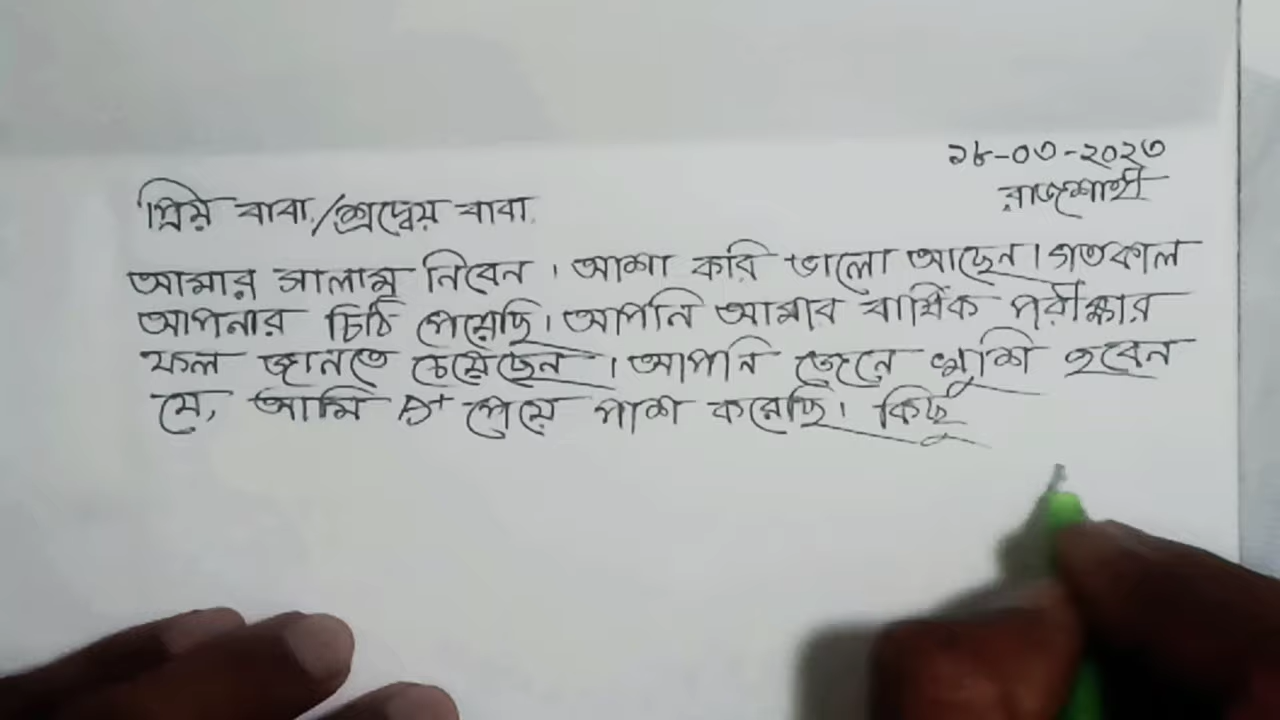 ১৮-০৩-২০২৩
রাজশাহী
প্রিয় বাবা/শ্রদ্ধেয় বাবা,
আমার সালাম নিবেন। আশা করি ভালো আছেন। গতকাল
আপনার চিঠি পেয়েছি। আপনি আমার বার্ষিক পরীক্ষার
ফল জানতে চেয়েছেন। আপনি জেনে খুশি হবেন
যে, আমি A+ পেয়ে পাশ করেছি। কিছু